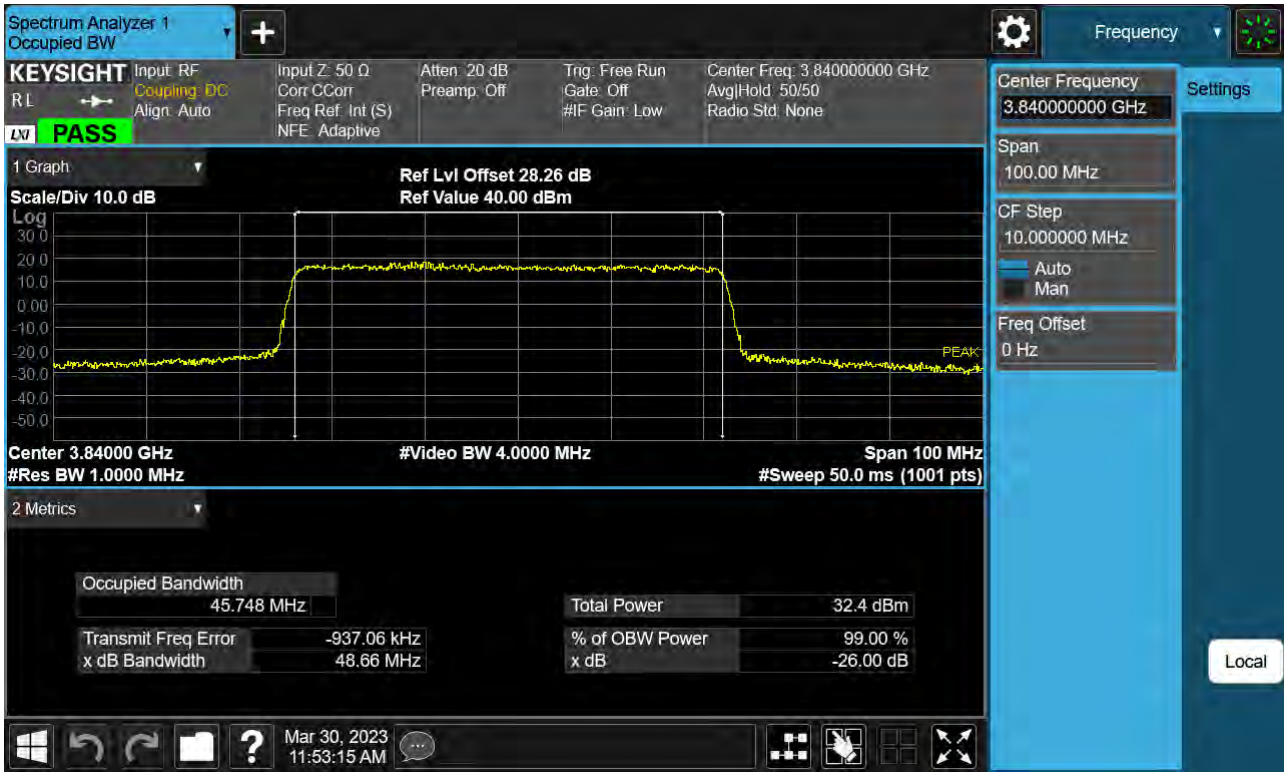 Spectrum Analyzer 1
Occupied BW
+
Frequency
KEYSIGHT
RL
LXI PASS
Input: RF
Coupling: DC
Align: Auto
Input Z: 50 Ω
Corr CCorr
Freq Ref: Int (S)
NFE: Adaptive
Atten: 20 dB
Preamp: Off
Trig: Free Run
Gate: Off
#IF Gain: Low
Center Freq: 3.840000000 GHz
Avg|Hold: 50/50
Radio Std: None
Center Frequency
3.840000000 GHz
Settings
Span
100.00 MHz
CF Step
10.000000 MHz
Auto
Man
Freq Offset
0 Hz
Local
1 Graph
Scale/Div 10.0 dB
Ref Lvl Offset 28.26 dB
Ref Value 40.00 dBm
Log
30.0
20.0
10.0
0.00
-10.0
-20.0
-30.0
-40.0
-50.0
PEAK
Center 3.84000 GHz
#Video BW 4.0000 MHz
Span 100 MHz
#Res BW 1.0000 MHz
#Sweep 50.0 ms (1001 pts)
2 Metrics
Occupied Bandwidth
45.748 MHz
Total Power 32.4 dBm
Transmit Freq Error -937.06 kHz
% of OBW Power 99.00 %
x dB Bandwidth 48.66 MHz
x dB -26.00 dB
?
Mar 30, 2023
11:53:15 AM